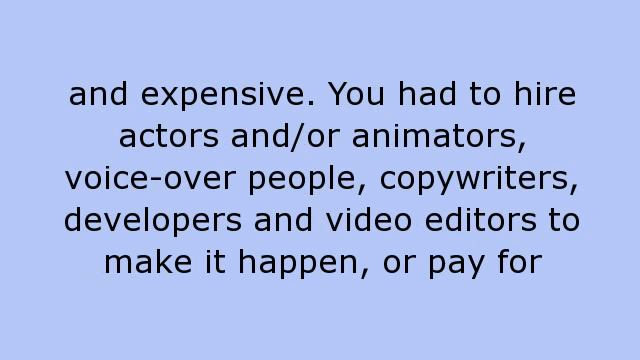 and expensive. You had to hire
actors and/or animators,
voice-over people, copywriters,
developers and video editors to
make it happen, or pay for